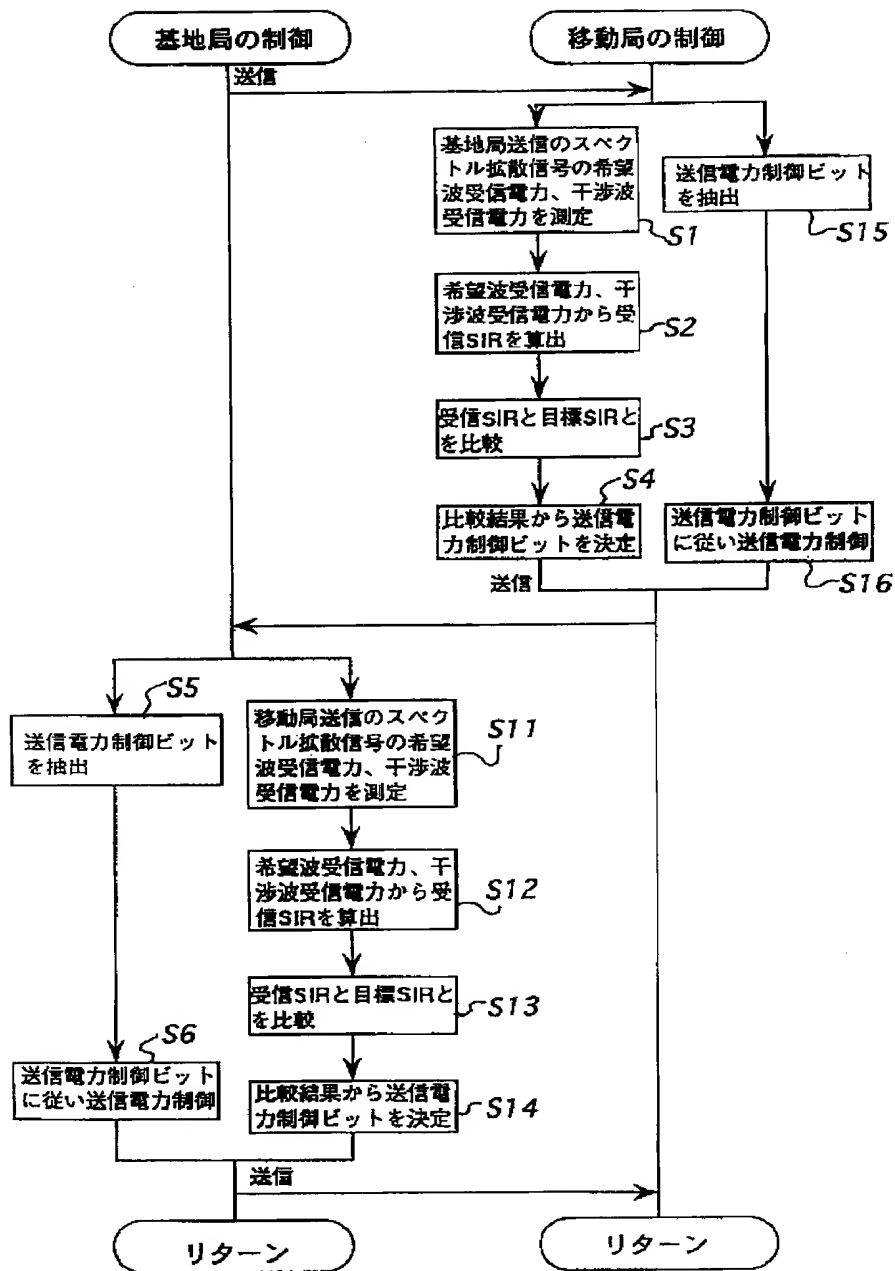 基地局の制御
移動局の制御
送信
基地局送信のスペク
トル拡散信号の希望
波受信電力、干渉波
受信電力を測定
S1
送信電力制御ビット
を抽出
S15
希望波受信電力、干
渉波受信電力から受
信SIRを算出
S2
受信SIRと目標SIRと
を比較
S3
S4
比較結果から送信電
力制御ビットを決定
送信電力制御ビット
に従い送信電力制御
S16
送信
S5
送信電力制御ビット
を抽出
移動局送信のスペク
トル拡散信号の希望
波受信電力、干渉波
受信電力を測定
S11
希望波受信電力、干
渉波受信電力から受
信SIRを算出
S12
受信SIRと目標SIRと
を比較
S13
S6
送信電力制御ビット
に従い送信電力制御
比較結果から送信電
力制御ビットを決定
S14
送信
リターン
リターン